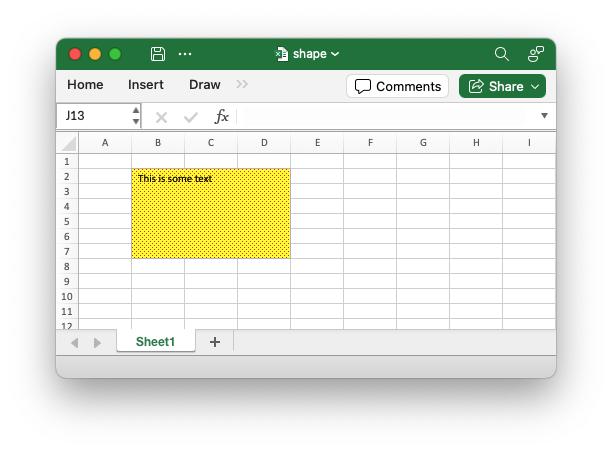 shape
Home Insert Draw Comments Share
J13 fx
A B C D E F G H I
1
2 This is some text
3
4
5
6
7
8
9
10
11
12
Sheet1 +